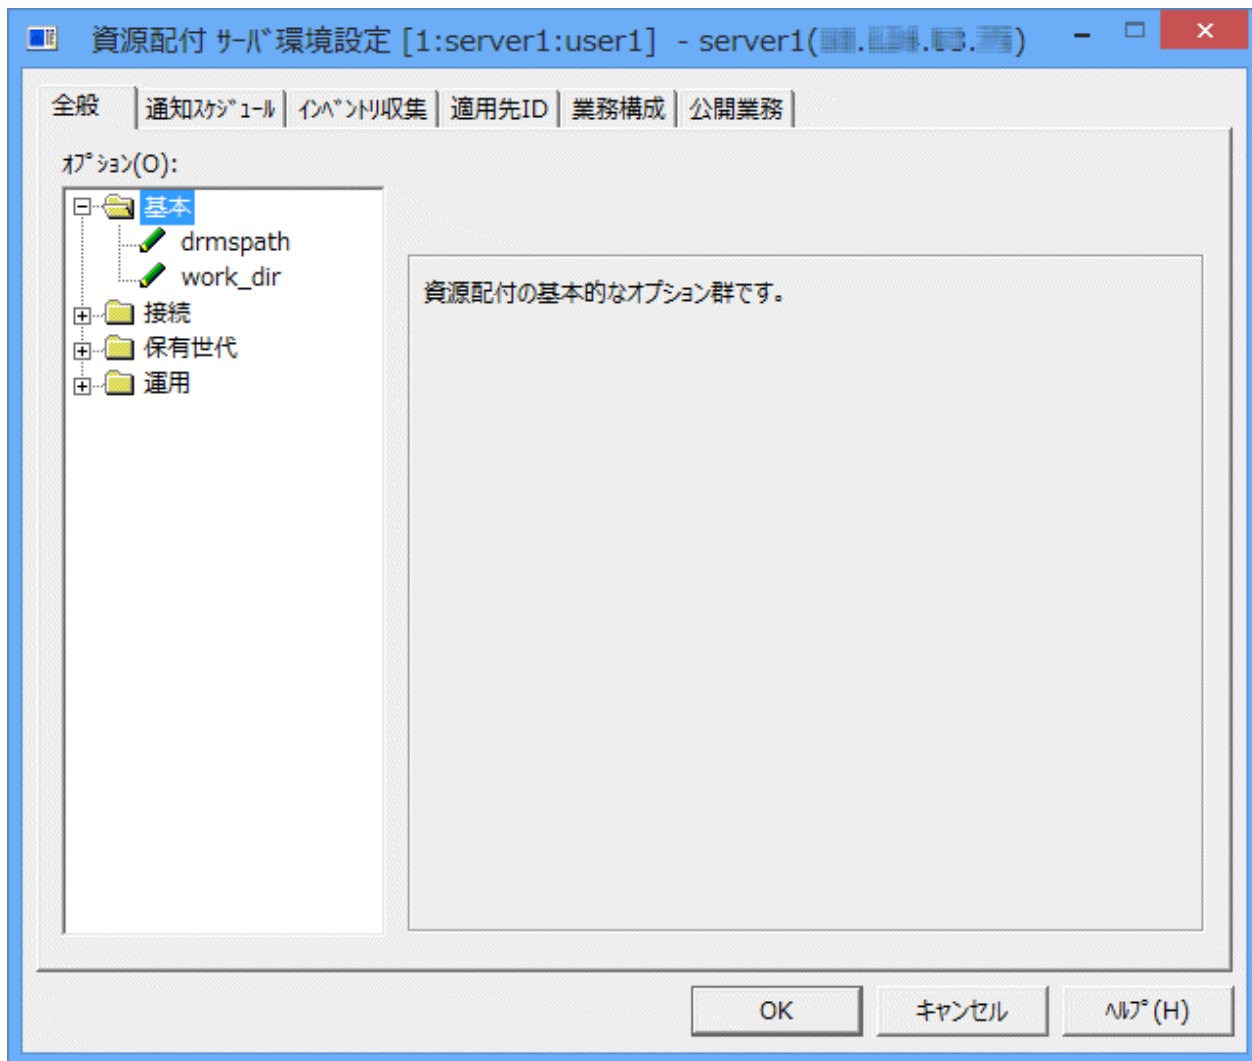 資源配付 ｻｰﾊﾞ環境設定 [1:server1:user1] - server1(
全般 通知ｽｹｼﾞｭｰﾙ ｲﾝﾍﾞﾝﾄﾘ収集 適用先ID 業務構成 公開業務
ｵﾌﾟｼｮﾝ(O):
基本
drmspath
work_dir
接続
保有世代
運用
資源配付の基本的なオプション群です。
OK キャンセル ﾍﾙﾌﾟ(H)